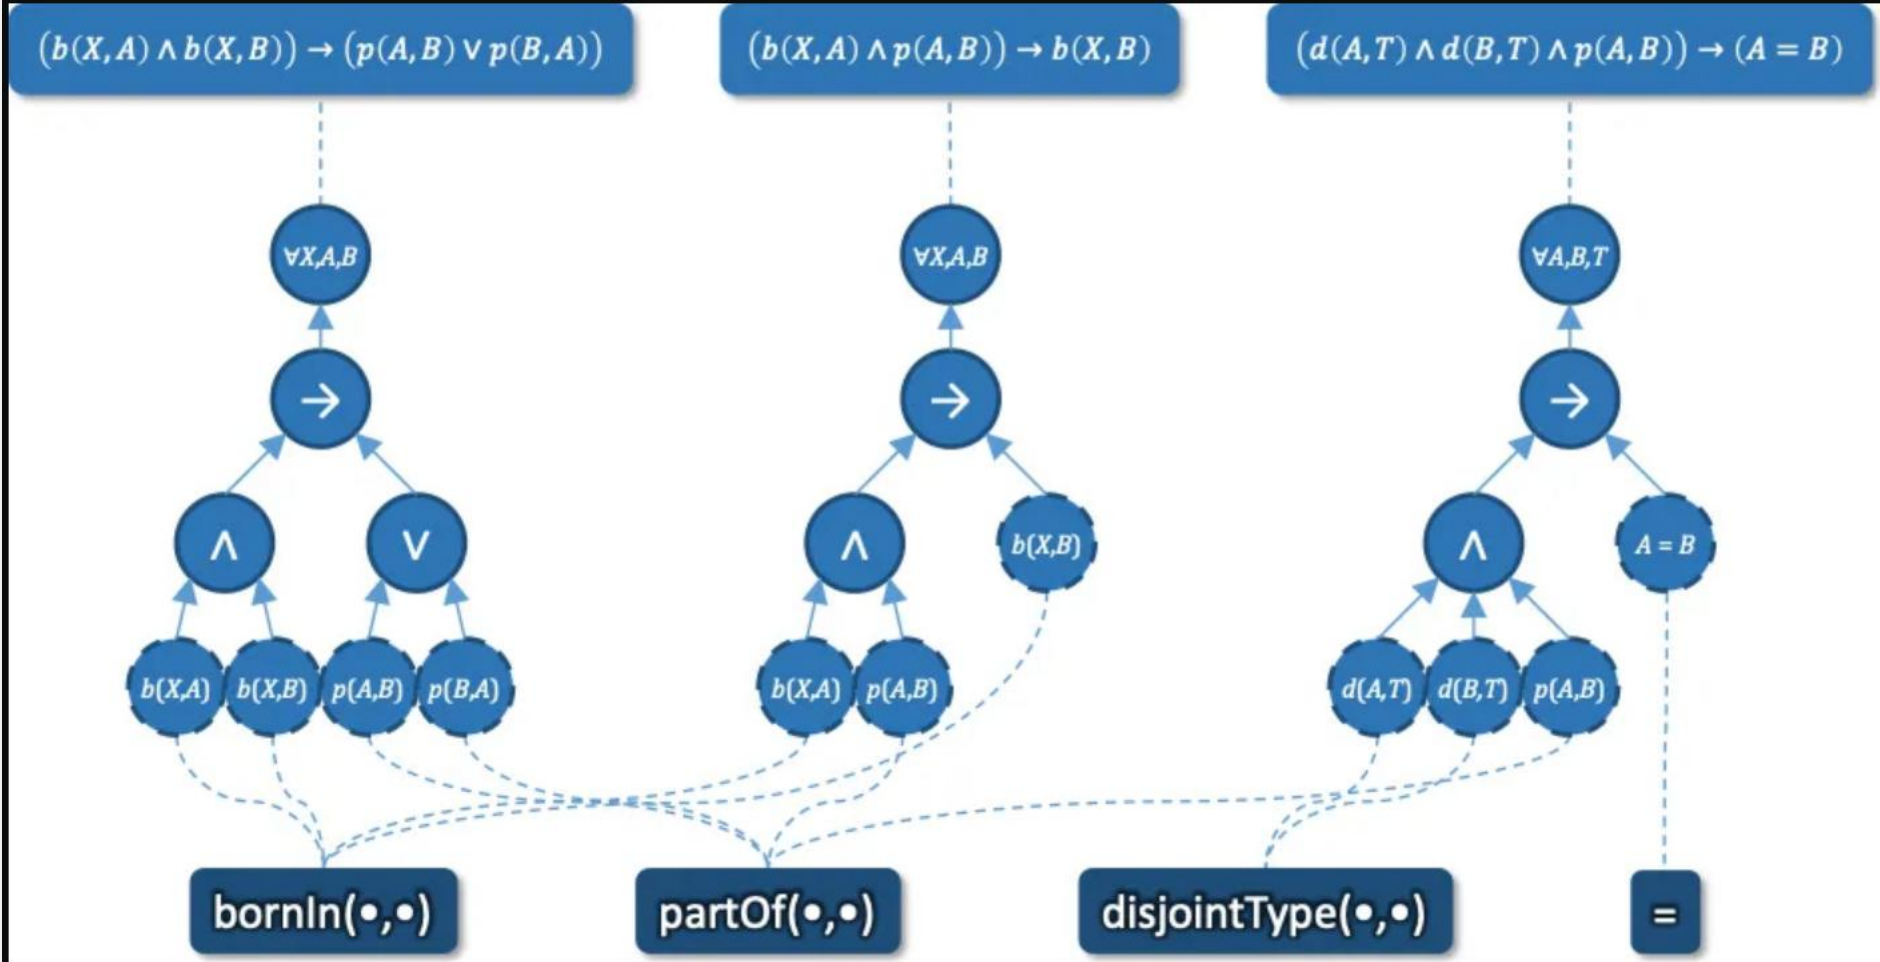 (b(X,A) ∧ b(X,B)) → (p(A,B) ∨ p(B,A))
(b(X,A) ∧ p(A,B)) → b(X,B)
(d(A,T) ∧ d(B,T) ∧ p(A,B)) → (A = B)
∀X,A,B
∀X,A,B
∀A,B,T
→
→
→
∧
∨
∧
b(X,B)
∧
A = B
b(X,A)
b(X,B)
p(A,B)
p(B,A)
b(X,A)
p(A,B)
d(A,T)
d(B,T)
p(A,B)
bornIn(•,•)
partOf(•,•)
disjointType(•,•)
=